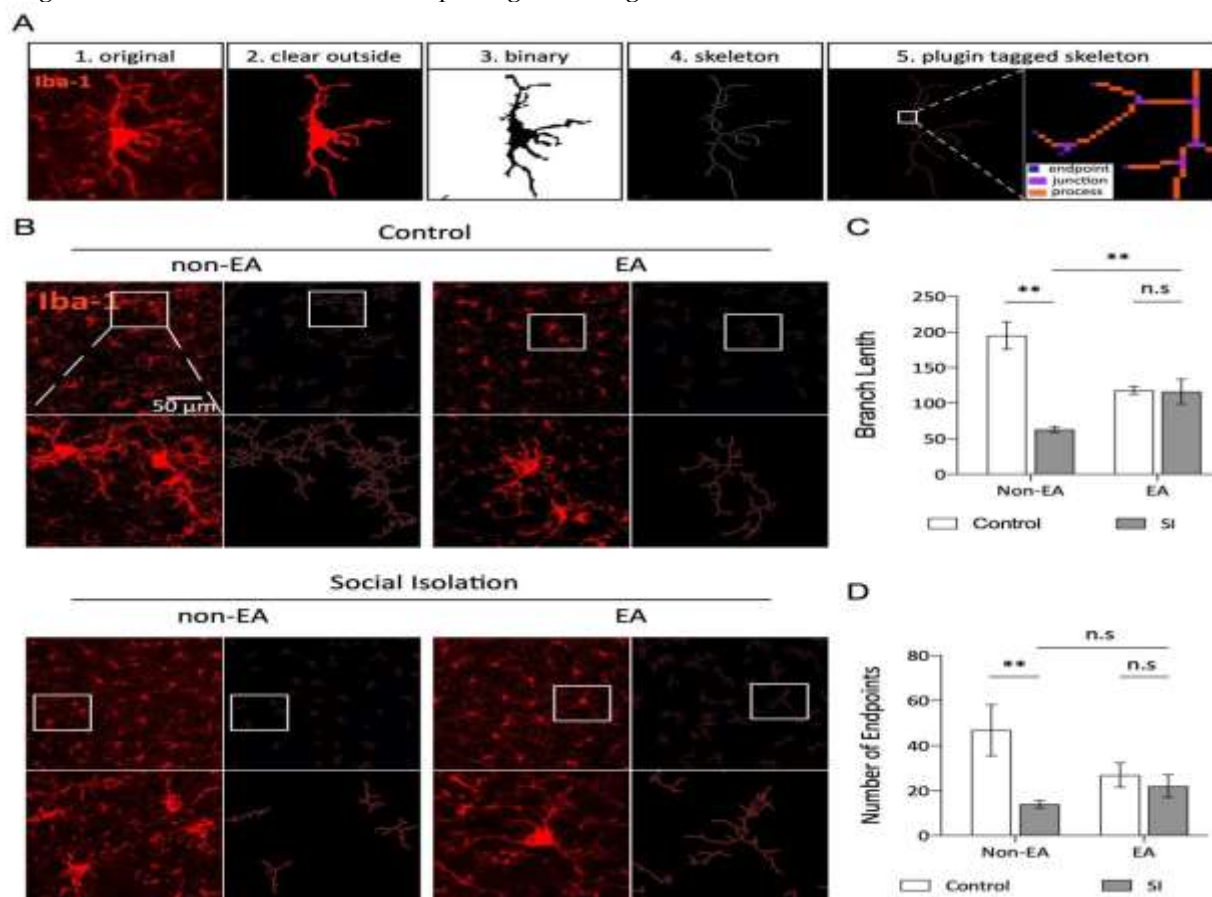 A
1. original 2. clear outside 3. binary 4. skeleton 5. plugin tagged skeleton
Iba-1
endpoint
junction
process
B
Control
non-EA EA
Iba-1
50 µm
Social Isolation
non-EA EA
C
**
** n.s
250
200
150
100
50
0
Branch Lenth
Non-EA EA
Control SI
D
n.s
** n.s
80
60
40
20
0
Number of Endpoints
Non-EA EA
Control SI